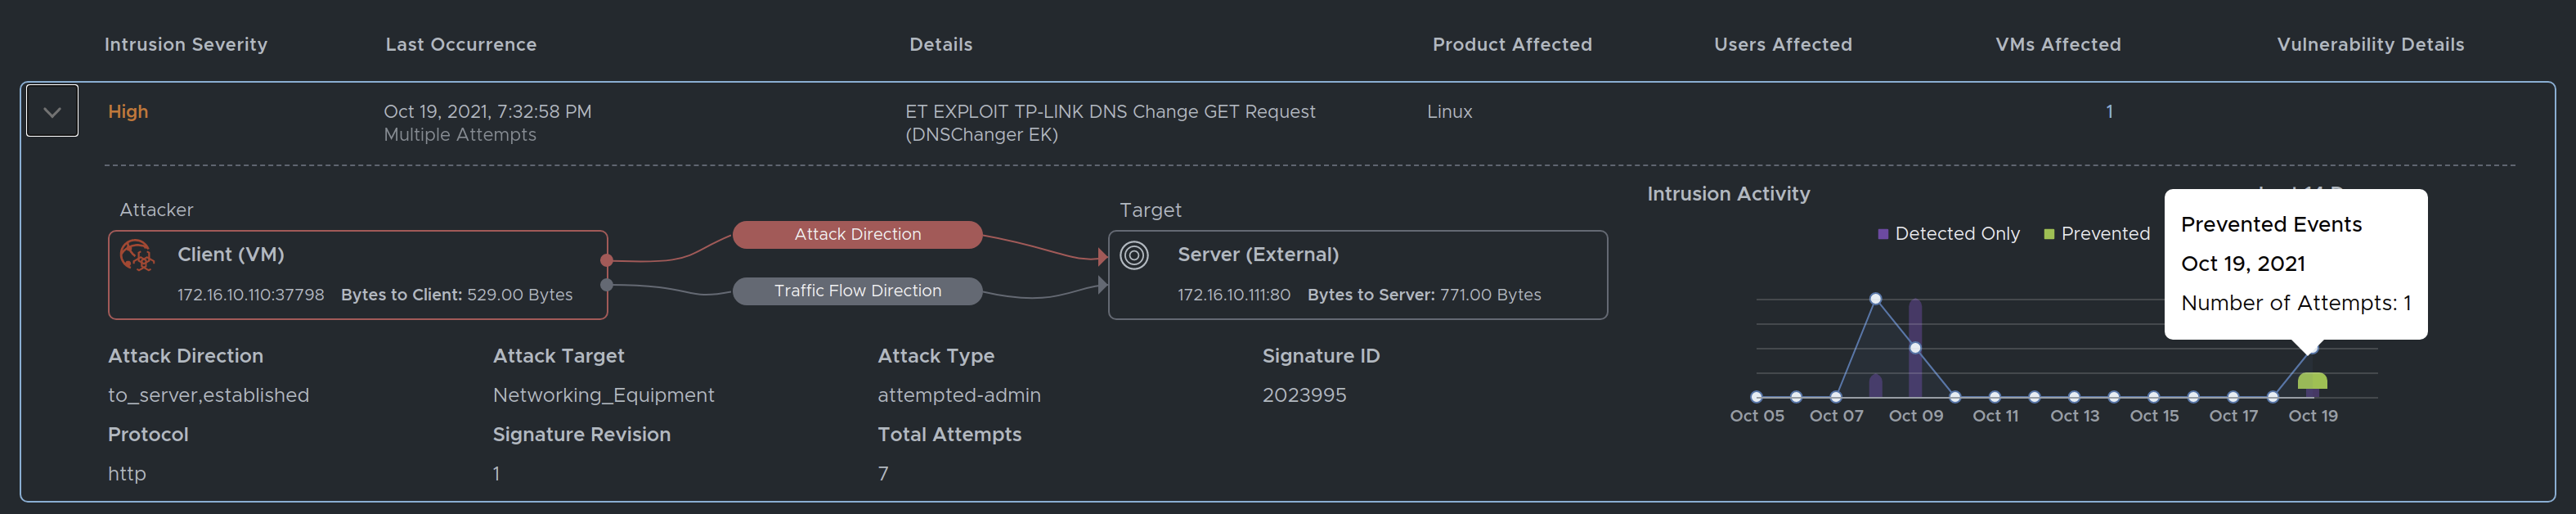 Intrusion Severity
Last Occurrence
Details
Product Affected
Users Affected
VMs Affected
Vulnerability Details
High
Oct 19, 2021, 7:32:58 PM
Multiple Attempts
ET EXPLOIT TP-LINK DNS Change GET Request
(DNSChanger EK)
Linux
1
Attacker
Client (VM)
172.16.10.110:37798 Bytes to Client: 529.00 Bytes
Attack Direction
Traffic Flow Direction
Target
Server (External)
172.16.10.111:80 Bytes to Server: 771.00 Bytes
Attack Direction
to_server,established
Attack Target
Networking_Equipment
Attack Type
attempted-admin
Signature ID
2023995
Protocol
http
Signature Revision
1
Total Attempts
7
Intrusion Activity
Detected Only
Prevented
Prevented Events
Oct 19, 2021
Number of Attempts: 1
Oct 05 Oct 07 Oct 09 Oct 11 Oct 13 Oct 15 Oct 17 Oct 19